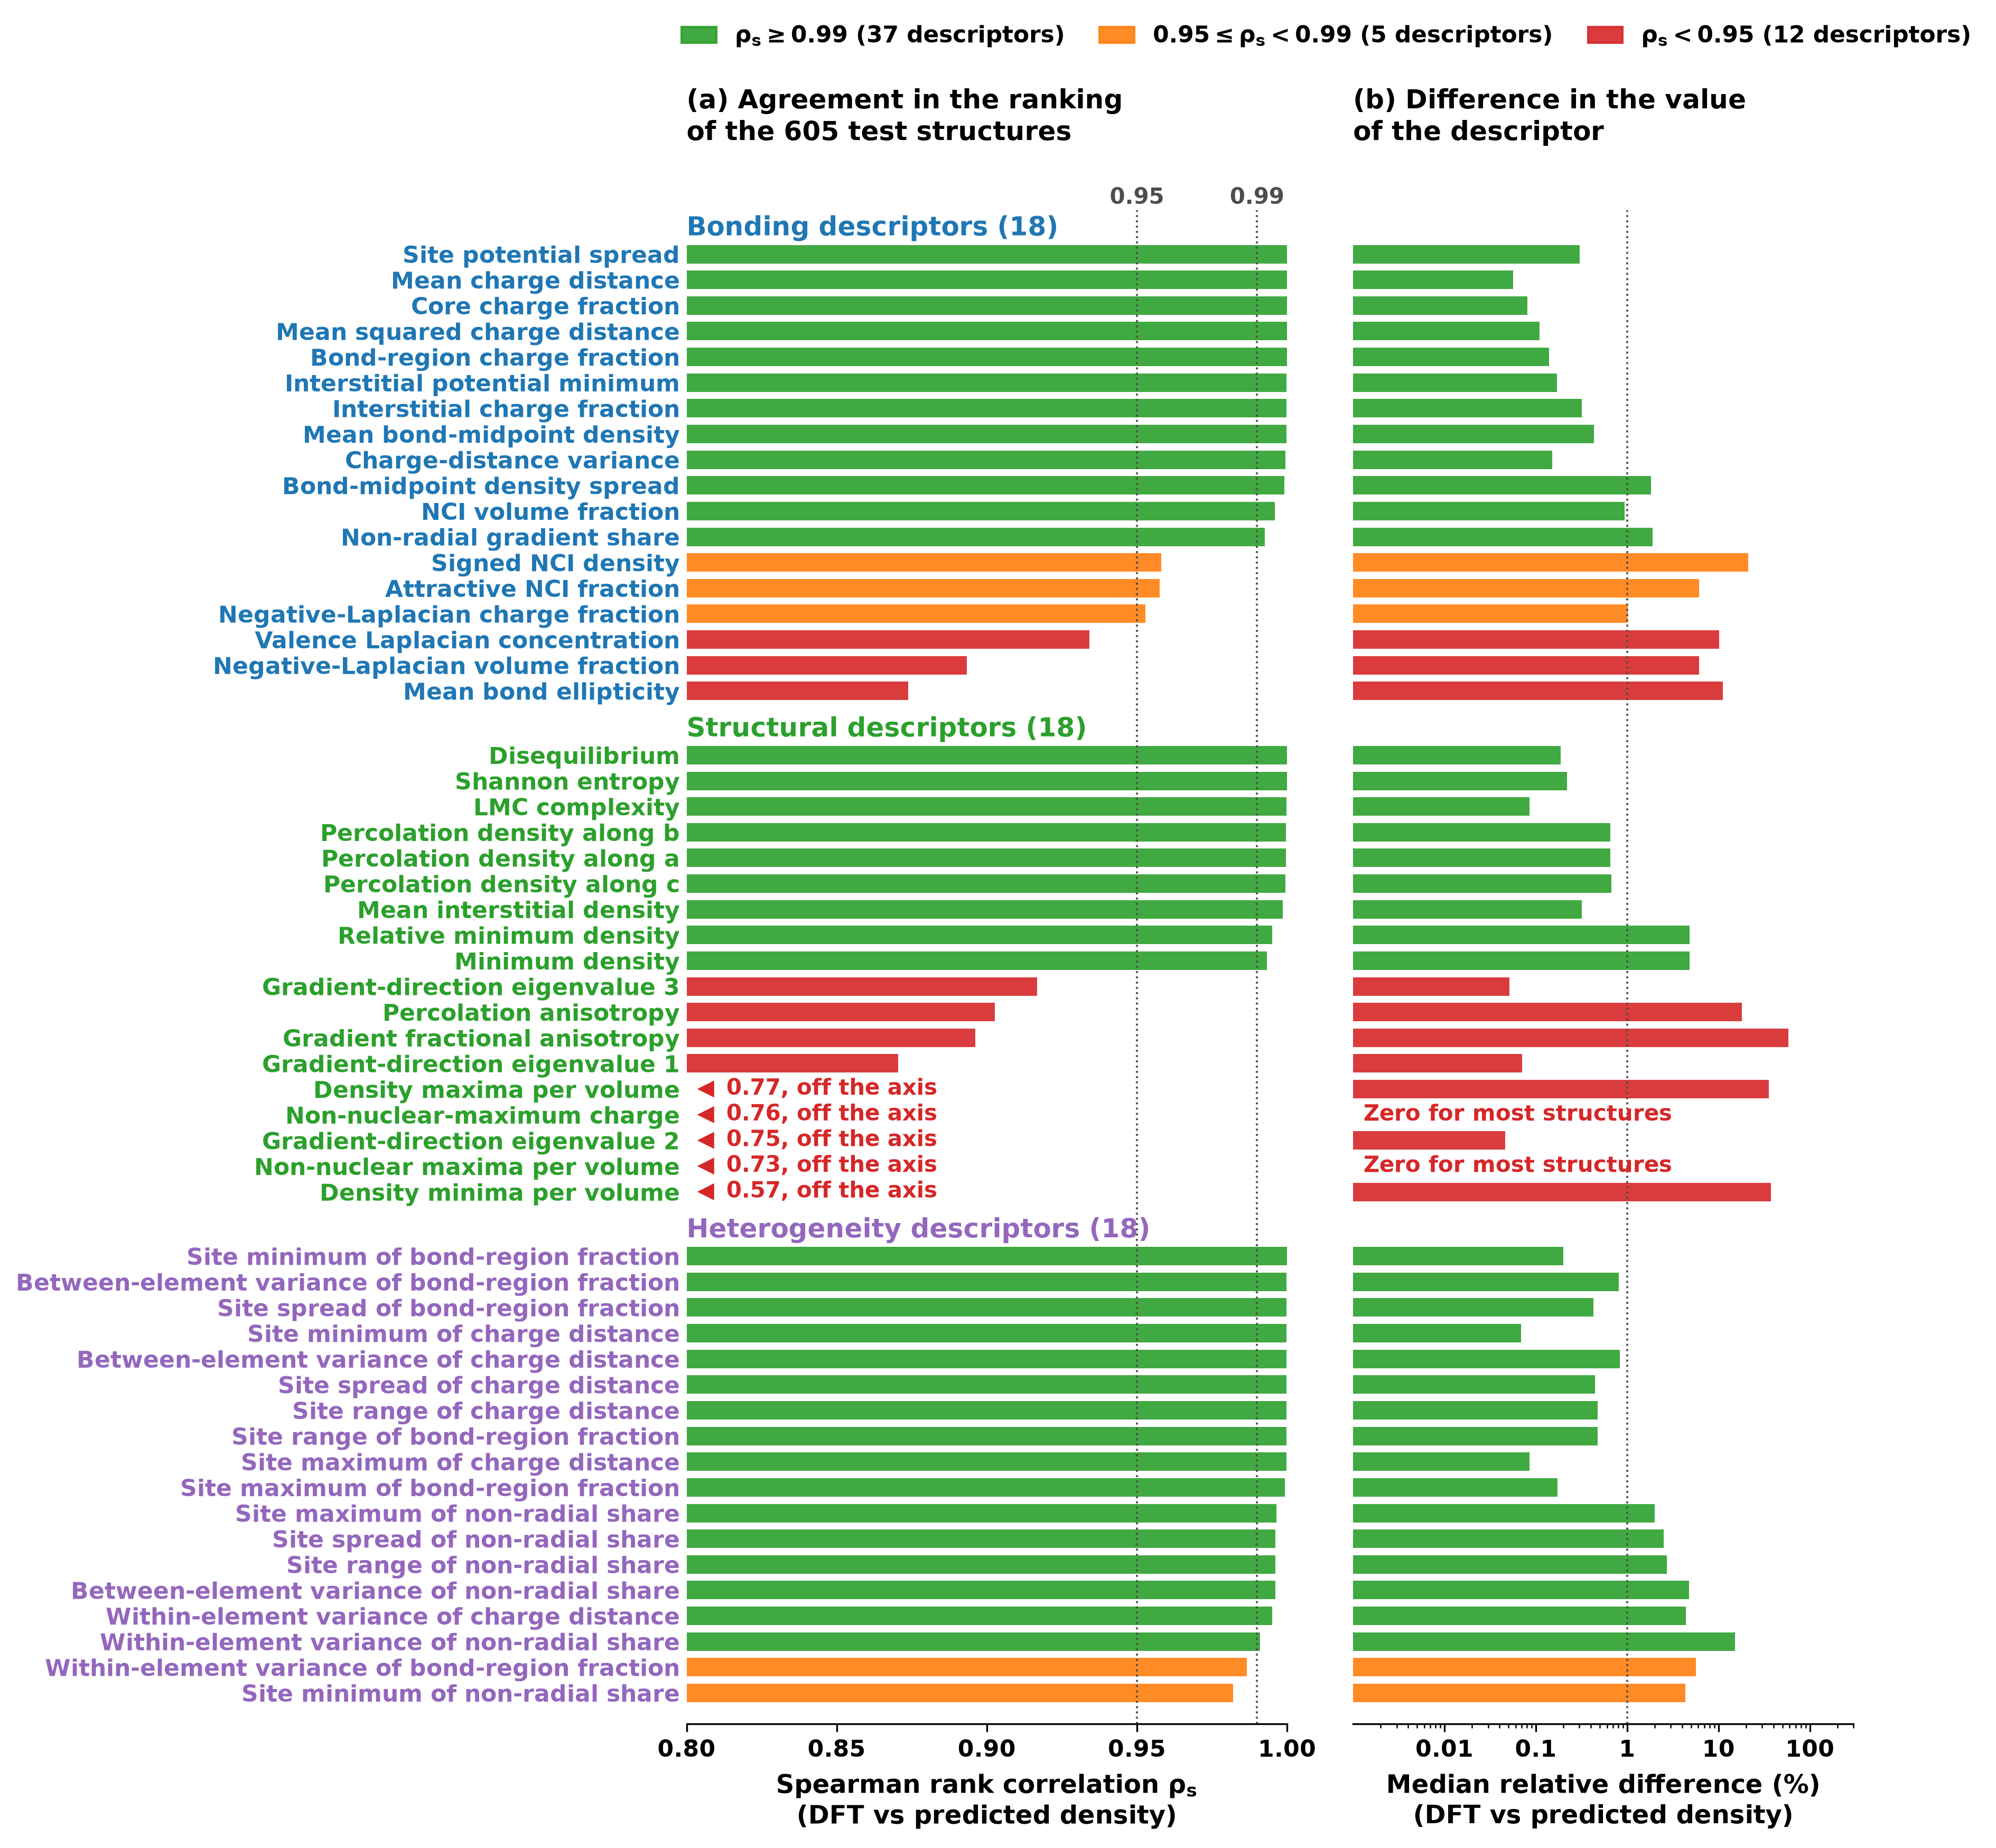 ρs ≥ 0.99 (37 descriptors)
0.95 ≤ ρs < 0.99 (5 descriptors)
ρs < 0.95 (12 descriptors)
(a) Agreement in the ranking
of the 605 test structures
(b) Difference in the value
of the descriptor
0.95
0.99
Bonding descriptors (18)
Site potential spread
Mean charge distance
Core charge fraction
Mean squared charge distance
Bond-region charge fraction
Interstitial potential minimum
Interstitial charge fraction
Mean bond-midpoint density
Charge-distance variance
Bond-midpoint density spread
NCI volume fraction
Non-radial gradient share
Signed NCI density
Attractive NCI fraction
Negative-Laplacian charge fraction
Valence Laplacian concentration
Negative-Laplacian volume fraction
Mean bond ellipticity
Structural descriptors (18)
Disequilibrium
Shannon entropy
LMC complexity
Percolation density along b
Percolation density along a
Percolation density along c
Mean interstitial density
Relative minimum density
Minimum density
Gradient-direction eigenvalue 3
Percolation anisotropy
Gradient fractional anisotropy
Gradient-direction eigenvalue 1
Density maxima per volume
◄ 0.77, off the axis
Non-nuclear-maximum charge
◄ 0.76, off the axis
Zero for most structures
Gradient-direction eigenvalue 2
◄ 0.75, off the axis
Non-nuclear maxima per volume
◄ 0.73, off the axis
Zero for most structures
Density minima per volume
◄ 0.57, off the axis
Heterogeneity descriptors (18)
Site minimum of bond-region fraction
Between-element variance of bond-region fraction
Site spread of bond-region fraction
Site minimum of charge distance
Between-element variance of charge distance
Site spread of charge distance
Site range of charge distance
Site range of bond-region fraction
Site maximum of charge distance
Site maximum of bond-region fraction
Site maximum of non-radial share
Site spread of non-radial share
Site range of non-radial share
Between-element variance of non-radial share
Within-element variance of charge distance
Within-element variance of non-radial share
Within-element variance of bond-region fraction
Site minimum of non-radial share
0.80 0.85 0.90 0.95 1.00
Spearman rank correlation ρs
(DFT vs predicted density)
0.01 0.1 1 10 100
Median relative difference (%)
(DFT vs predicted density)